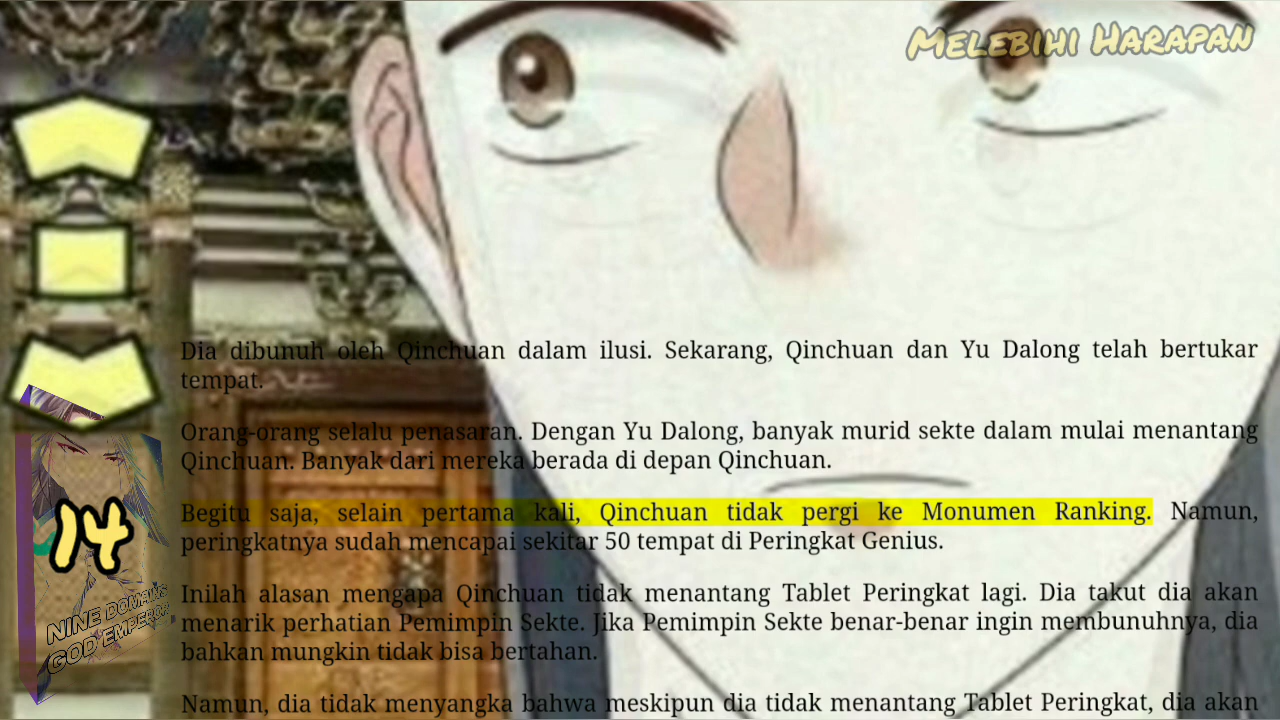 Melebihi Harapan
Dia dibunuh oleh Qinchuan dalam ilusi. Sekarang, Qinchuan dan Yu Dalong telah bertukar
tempat.
Orang-orang selalu penasaran. Dengan Yu Dalong, banyak murid sekte dalam mulai menantang
Qinchuan. Banyak dari mereka berada di depan Qinchuan.
Begitu saja, selain pertama kali, Qinchuan tidak pergi ke Monumen Ranking. Namun,
peringkatnya sudah mencapai sekitar 50 tempat di Peringkat Genius.
Inilah alasan mengapa Qinchuan tidak menantang Tablet Peringkat lagi. Dia takut dia akan
menarik perhatian Pemimpin Sekte. Jika Pemimpin Sekte benar-benar ingin membunuhnya, dia
bahkan mungkin tidak bisa bertahan.
Namun, dia tidak menyangka bahwa meskipun dia tidak menantang Tablet Peringkat, dia akan
14
NINE DOMAINS
GOD EMPEROR